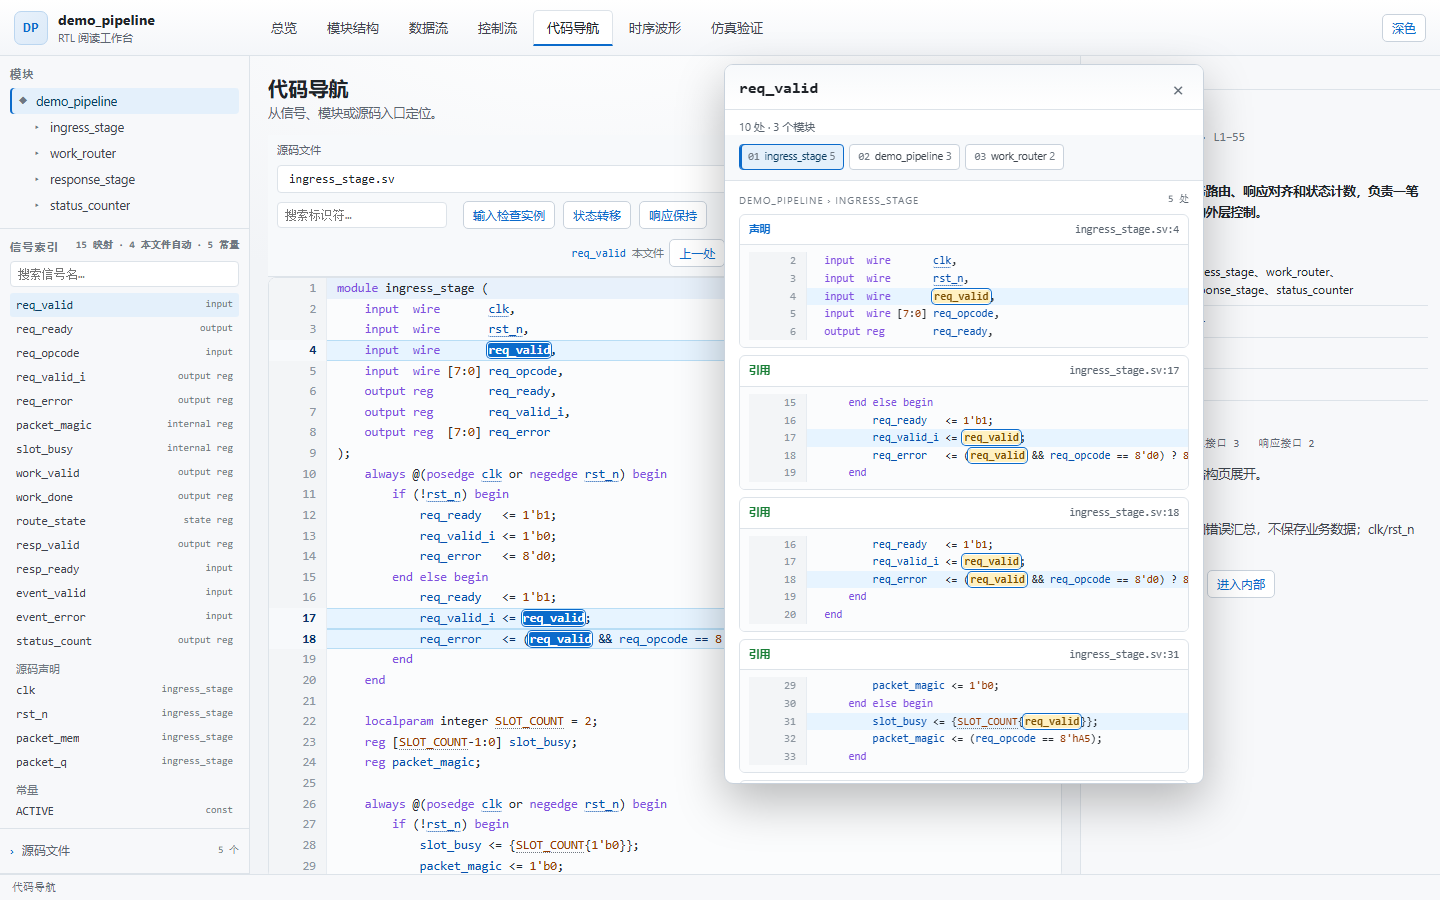 DP
demo_pipeline
RTL 阅读工作台
总览
模块结构
数据流
控制流
代码导航
时序波形
仿真验证
深色
模块
demo_pipeline
ingress_stage
work_router
response_stage
status_counter
信号索引
15 映射 · 4 本文件自动 · 5 常量
搜索信号名...
req_valid input
req_ready output
req_opcode input
req_valid_i output reg
req_error output reg
packet_magic internal reg
slot_busy internal reg
work_valid output reg
work_done output reg
route_state state reg
resp_valid output reg
resp_ready input
event_valid input
event_error input
status_count output reg
源码声明
clk ingress_stage
rst_n ingress_stage
packet_mem ingress_stage
packet_q ingress_stage
常量
ACTIVE const
› 源码文件 5 个
代码导航
代码导航
从信号、模块或源码入口定位。
源码文件
ingress_stage.sv
搜索标识符...
输入检查实例
状态转移
响应保持
req_valid 本文件
上一处
1 module ingress_stage (
2 input wire clk,
3 input wire rst_n,
4 input wire req_valid,
5 input wire [7:0] req_opcode,
6 output reg req_ready,
7 output reg req_valid_i,
8 output reg [7:0] req_error
9 );
10 always @(posedge clk or negedge rst_n) begin
11 if (!rst_n) begin
12 req_ready <= 1'b1;
13 req_valid_i <= 1'b0;
14 req_error <= 8'd0;
15 end else begin
16 req_ready <= 1'b1;
17 req_valid_i <= req_valid;
18 req_error <= (req_valid && req_opcode == 8
19 end
20 end
21
22 localparam integer SLOT_COUNT = 2;
23 reg [SLOT_COUNT-1:0] slot_busy;
24 reg packet_magic;
25
26 always @(posedge clk or negedge rst_n) begin
27 if (!rst_n) begin
28 slot_busy <= {SLOT_COUNT{1'b0}};
29 packet_magic <= 1'b0;
req_valid
×
10 处 · 3 个模块
01 ingress_stage 5
02 demo_pipeline 3
03 work_router 2
DEMO_PIPELINE › INGRESS_STAGE
5 处
声明 ingress_stage.sv:4
2 input wire clk,
3 input wire rst_n,
4 input wire req_valid,
5 input wire [7:0] req_opcode,
6 output reg req_ready,
引用 ingress_stage.sv:17
15 end else begin
16 req_ready <= 1'b1;
17 req_valid_i <= req_valid;
18 req_error <= (req_valid && req_opcode == 8'd0) ? 8
19 end
引用 ingress_stage.sv:18
16 req_ready <= 1'b1;
17 req_valid_i <= req_valid;
18 req_error <= (req_valid && req_opcode == 8'd0) ? 8
19 end
20 end
引用 ingress_stage.sv:31
29 packet_magic <= 1'b0;
30 end else begin
31 slot_busy <= {SLOT_COUNT{req_valid}};
32 packet_magic <= (req_opcode == 8'hA5);
33 end
· L1–55
路由、响应对齐和状态计数，负责一笔
外层控制。
ess_stage、work_router、
onse_stage、status_counter
接口 3 响应接口 2
构页展开。
错误汇总，不保存业务数据；clk/rst_n
进入内部